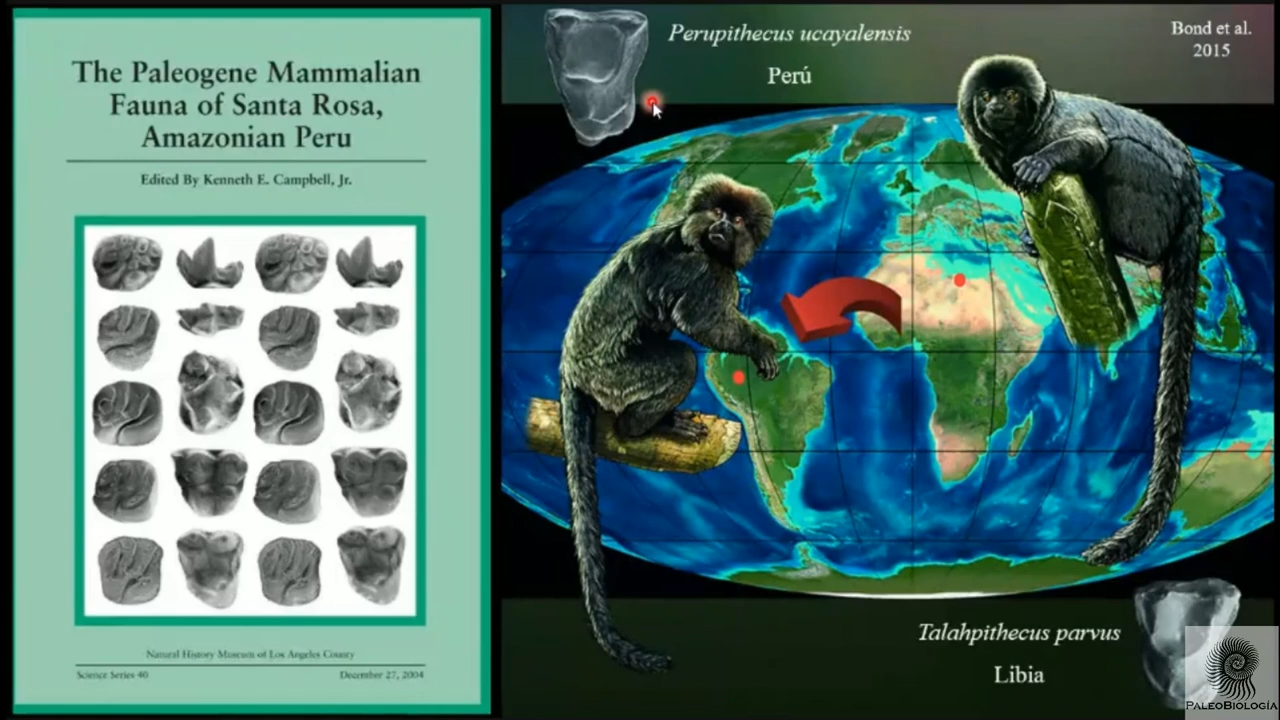 The Paleogene Mammalian
Fauna of Santa Rosa,
Amazonian Peru
Edited By Kenneth E. Campbell, Jr.
Natural History Museum of Los Angeles County
Science Series 40
December 27, 2004
Perupithecus ucayalensis
Perú
Bond et al.
2015
Talahpithecus parvus
Libia
PALEOBIOLOGÍA